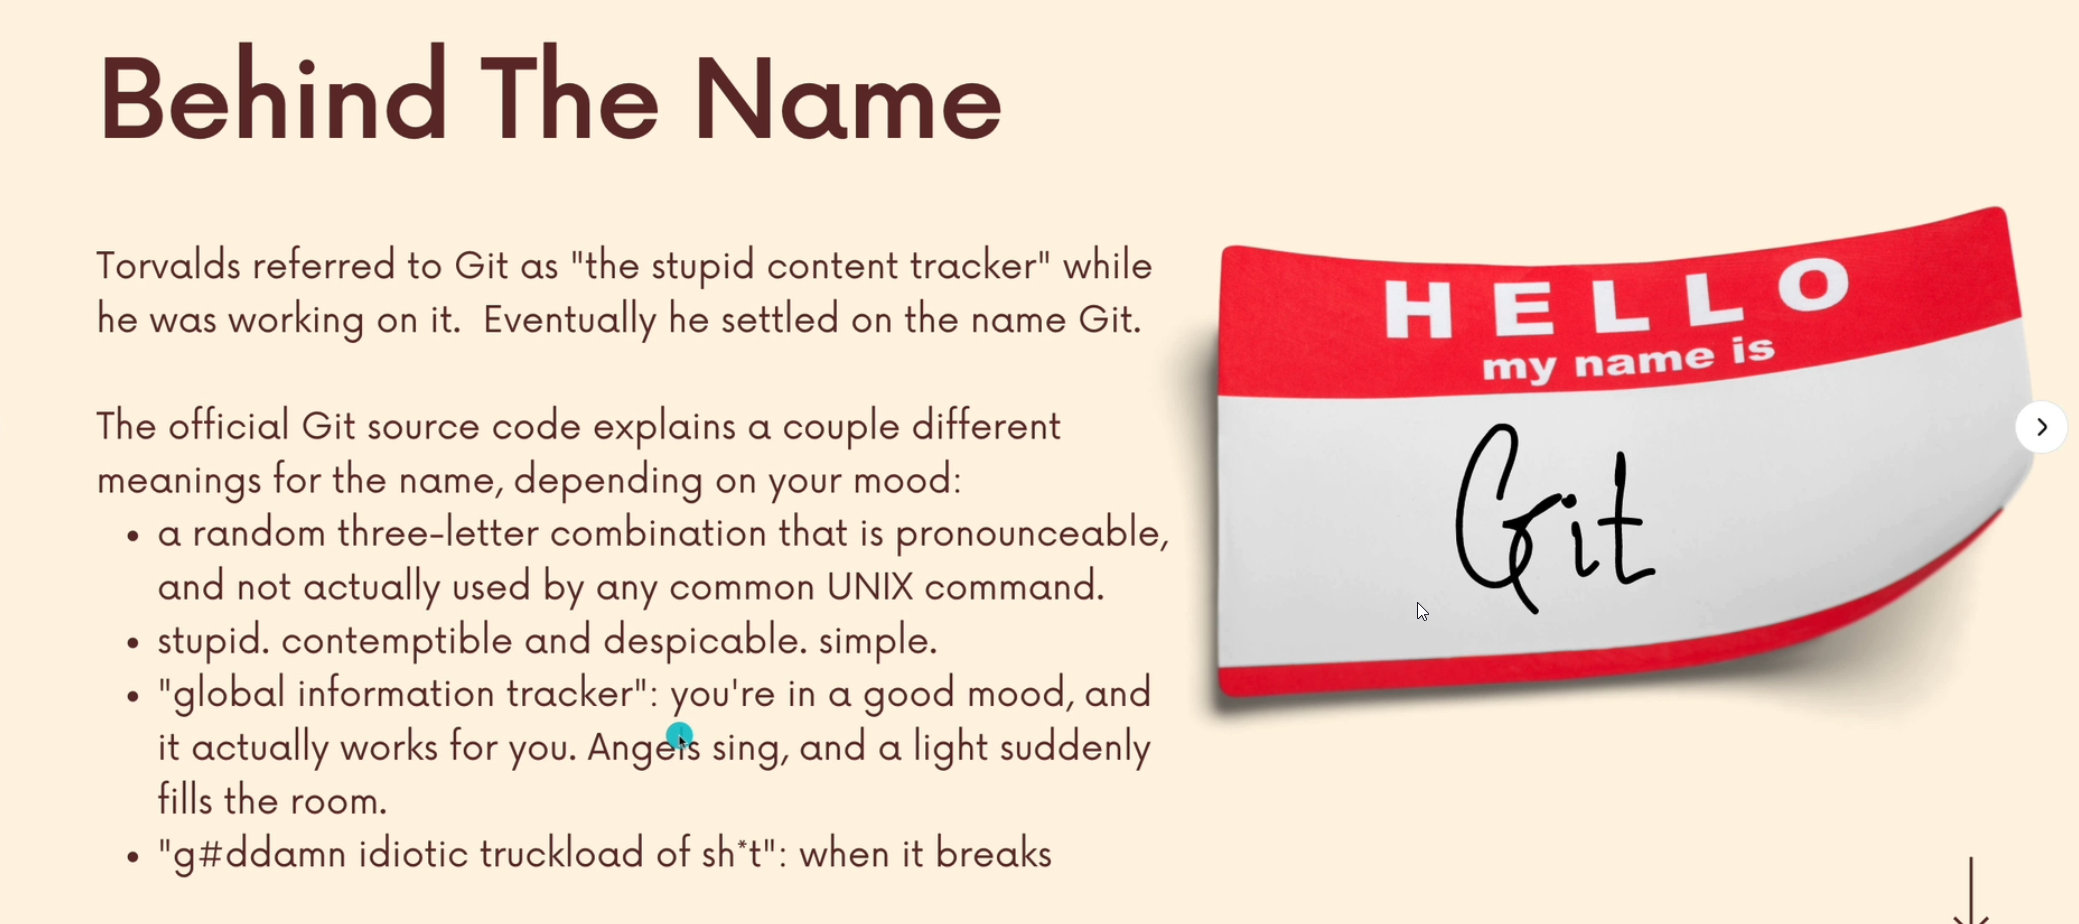 Behind The Name
Torvalds referred to Git as "the stupid content tracker" while
he was working on it.  Eventually he settled on the name Git.
The official Git source code explains a couple different
meanings for the name, depending on your mood:
• a random three-letter combination that is pronounceable,
and not actually used by any common UNIX command.
• stupid. contemptible and despicable. simple.
• "global information tracker": you're in a good mood, and
it actually works for you. Angels sing, and a light suddenly
fills the room.
• "g#ddamn idiotic truckload of sh*t": when it breaks
HELLO
my name is
Git